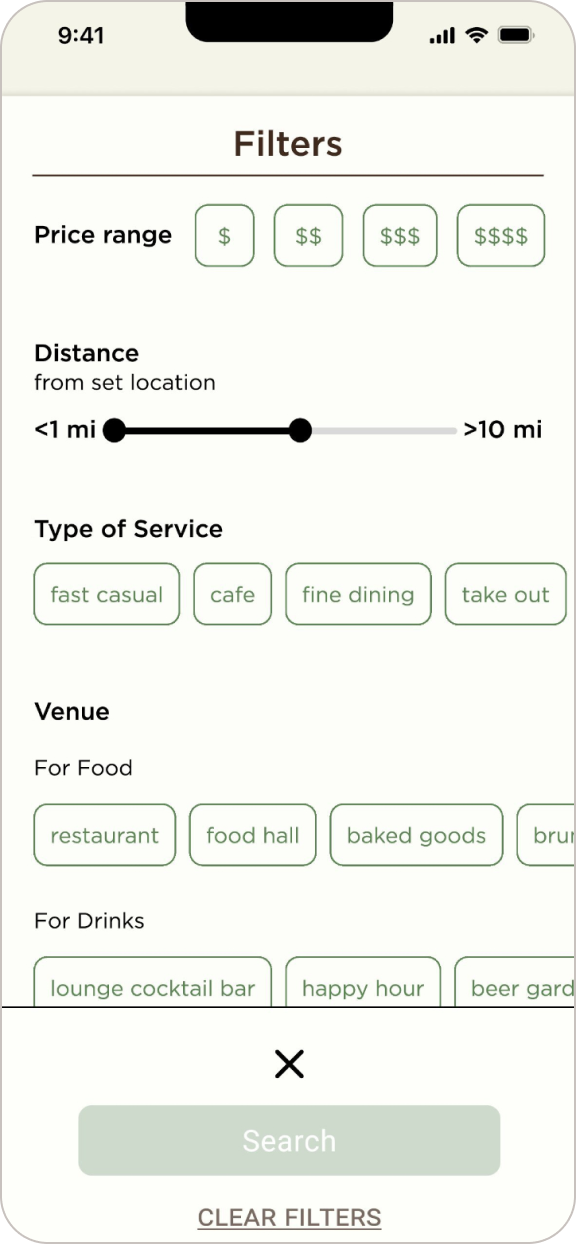 9:41
Filters
Price range $ $$ $$$ $$$$
Distance
from set location
<1 mi >10 mi
Type of Service
fast casual cafe fine dining take out
Venue
For Food
restaurant food hall baked goods brun
For Drinks
lounge cocktail bar happy hour beer gard
Search
CLEAR FILTERS